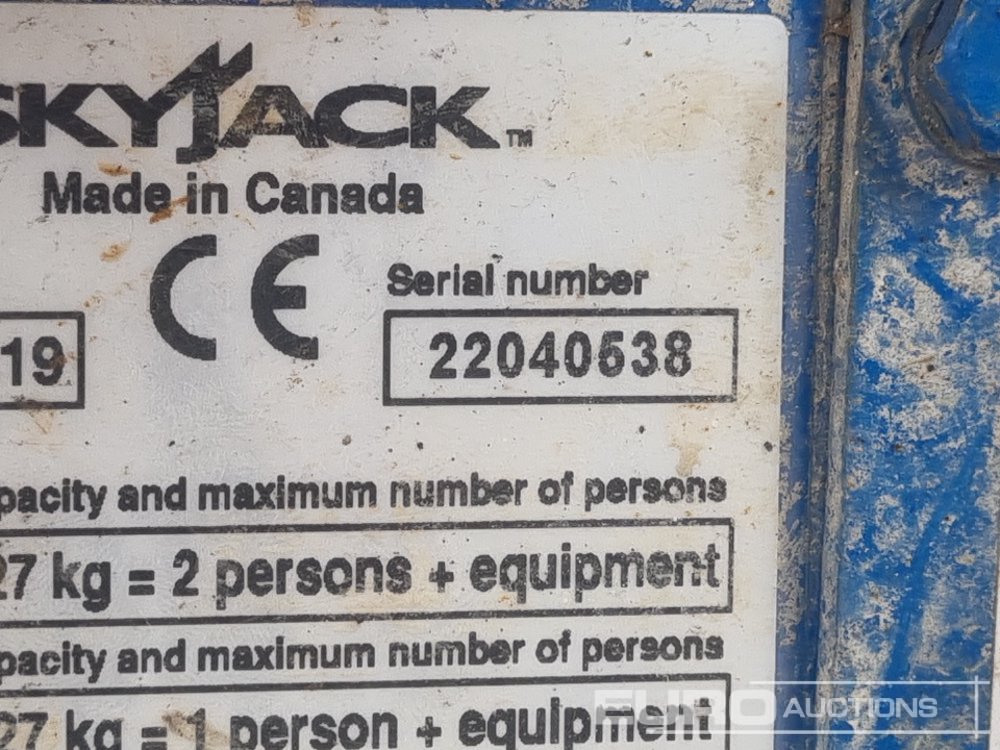 SKYJACK™
Made in Canada
CE
Serial number
19
22040538
pacity and maximum number of persons
27 kg = 2 persons + equipment
pacity and maximum number of persons
27 kg = 1 person + equipment
EURO AUCTIONS